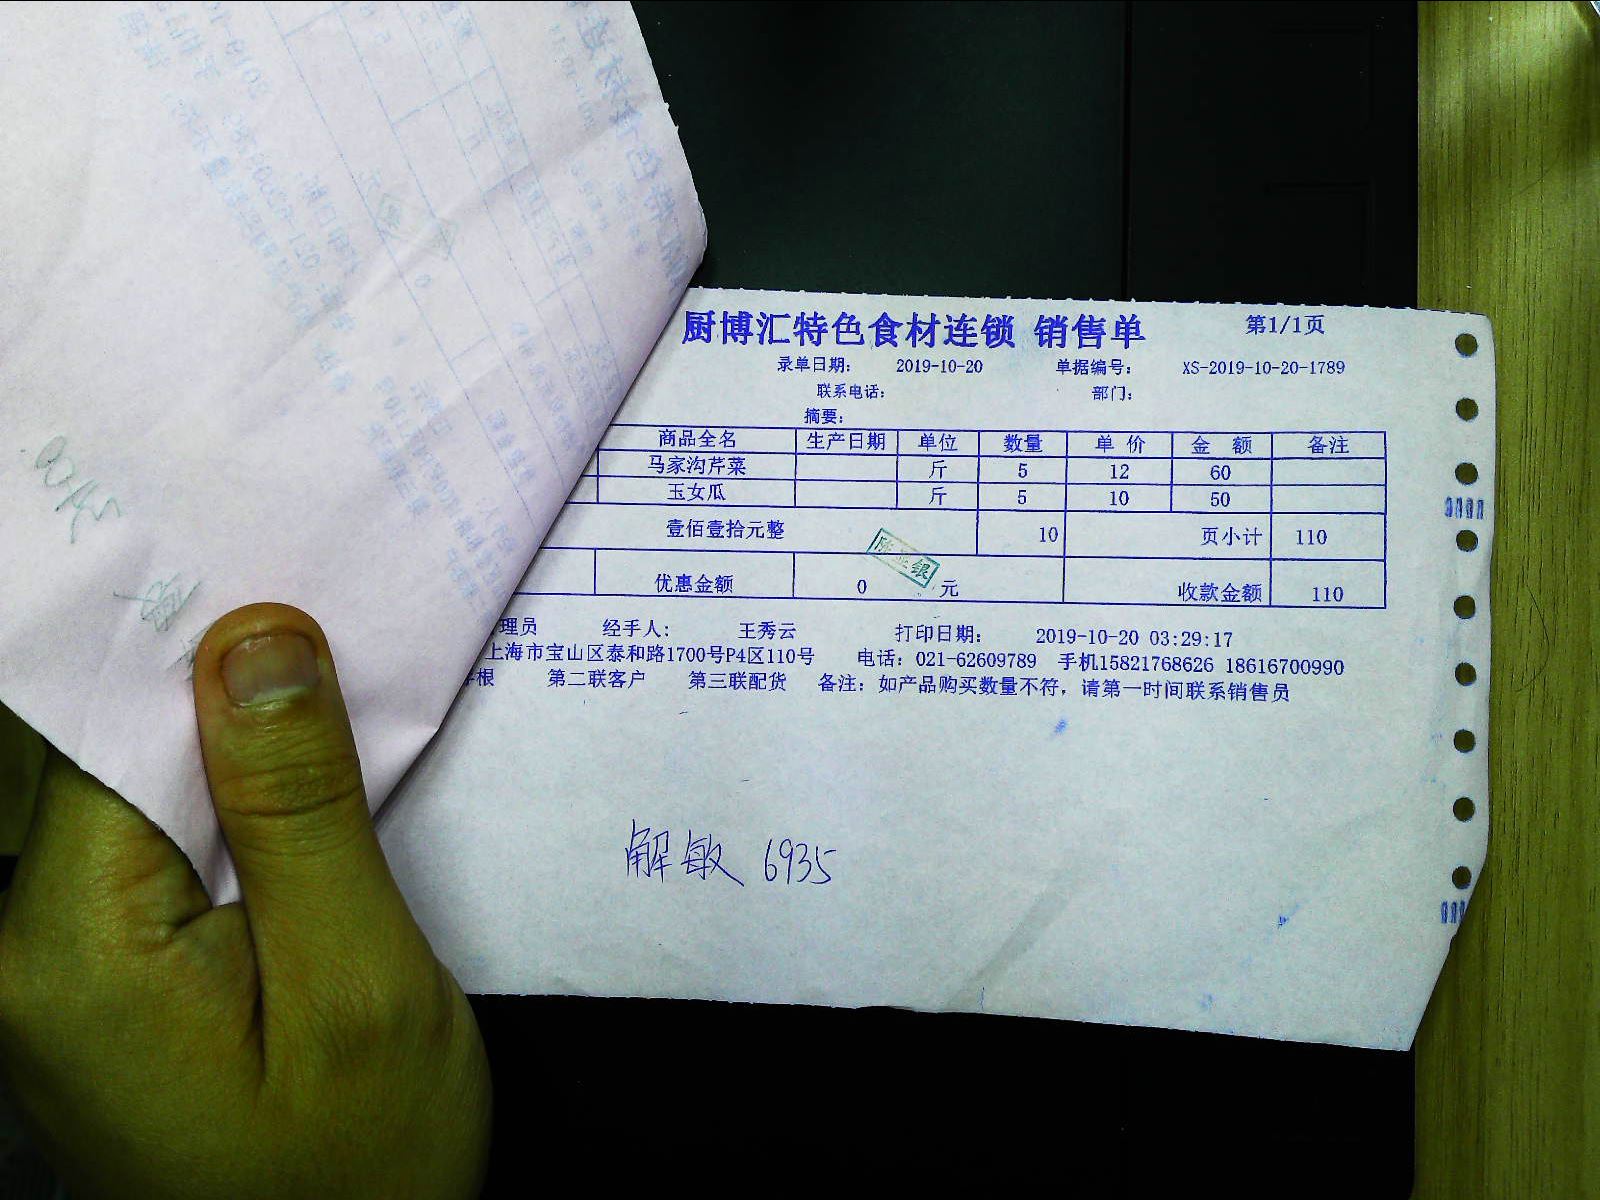 厨博汇特色食材连锁 销售单 第1/1页
录单日期: 2019-10-20 单据编号: XS-2019-10-20-1789
联系电话: 部门:
摘要:
商品全名 生产日期 单位 数量 单 价 金 额 备注
马家沟芹菜 斤 5 12 60
玉女瓜 斤 5 10 50
壹佰壹拾元整 10 页小计 110
优惠金额 0 元 收款金额 110
理员 经手人: 王秀云 打印日期: 2019-10-20 03:29:17
上海市宝山区泰和路1700号P4区110号 电话: 021-62609789 手机15821768626 18616700990
根 第二联客户 第三联配货 备注: 如产品购买数量不符, 请第一时间联系销售员
解敏 6935